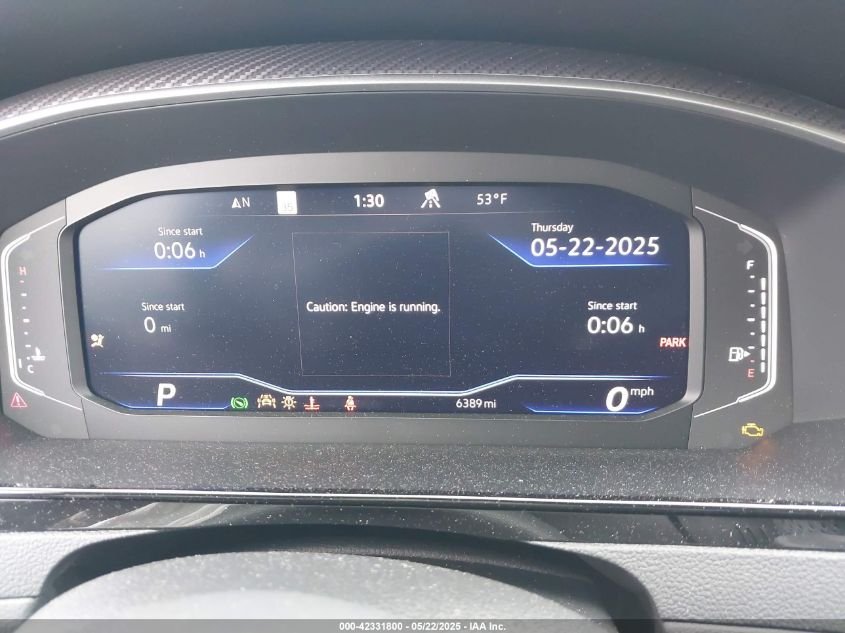 N 1:30 53°F
Since start
0:06 h
Thursday
05-22-2025
H
F
Since start
0 mi
Caution: Engine is running.
Since start
0:06 h
PARK
C
E
P
6389 mi
0 mph
000-42331800 - 05/22/2025 - IAA Inc.